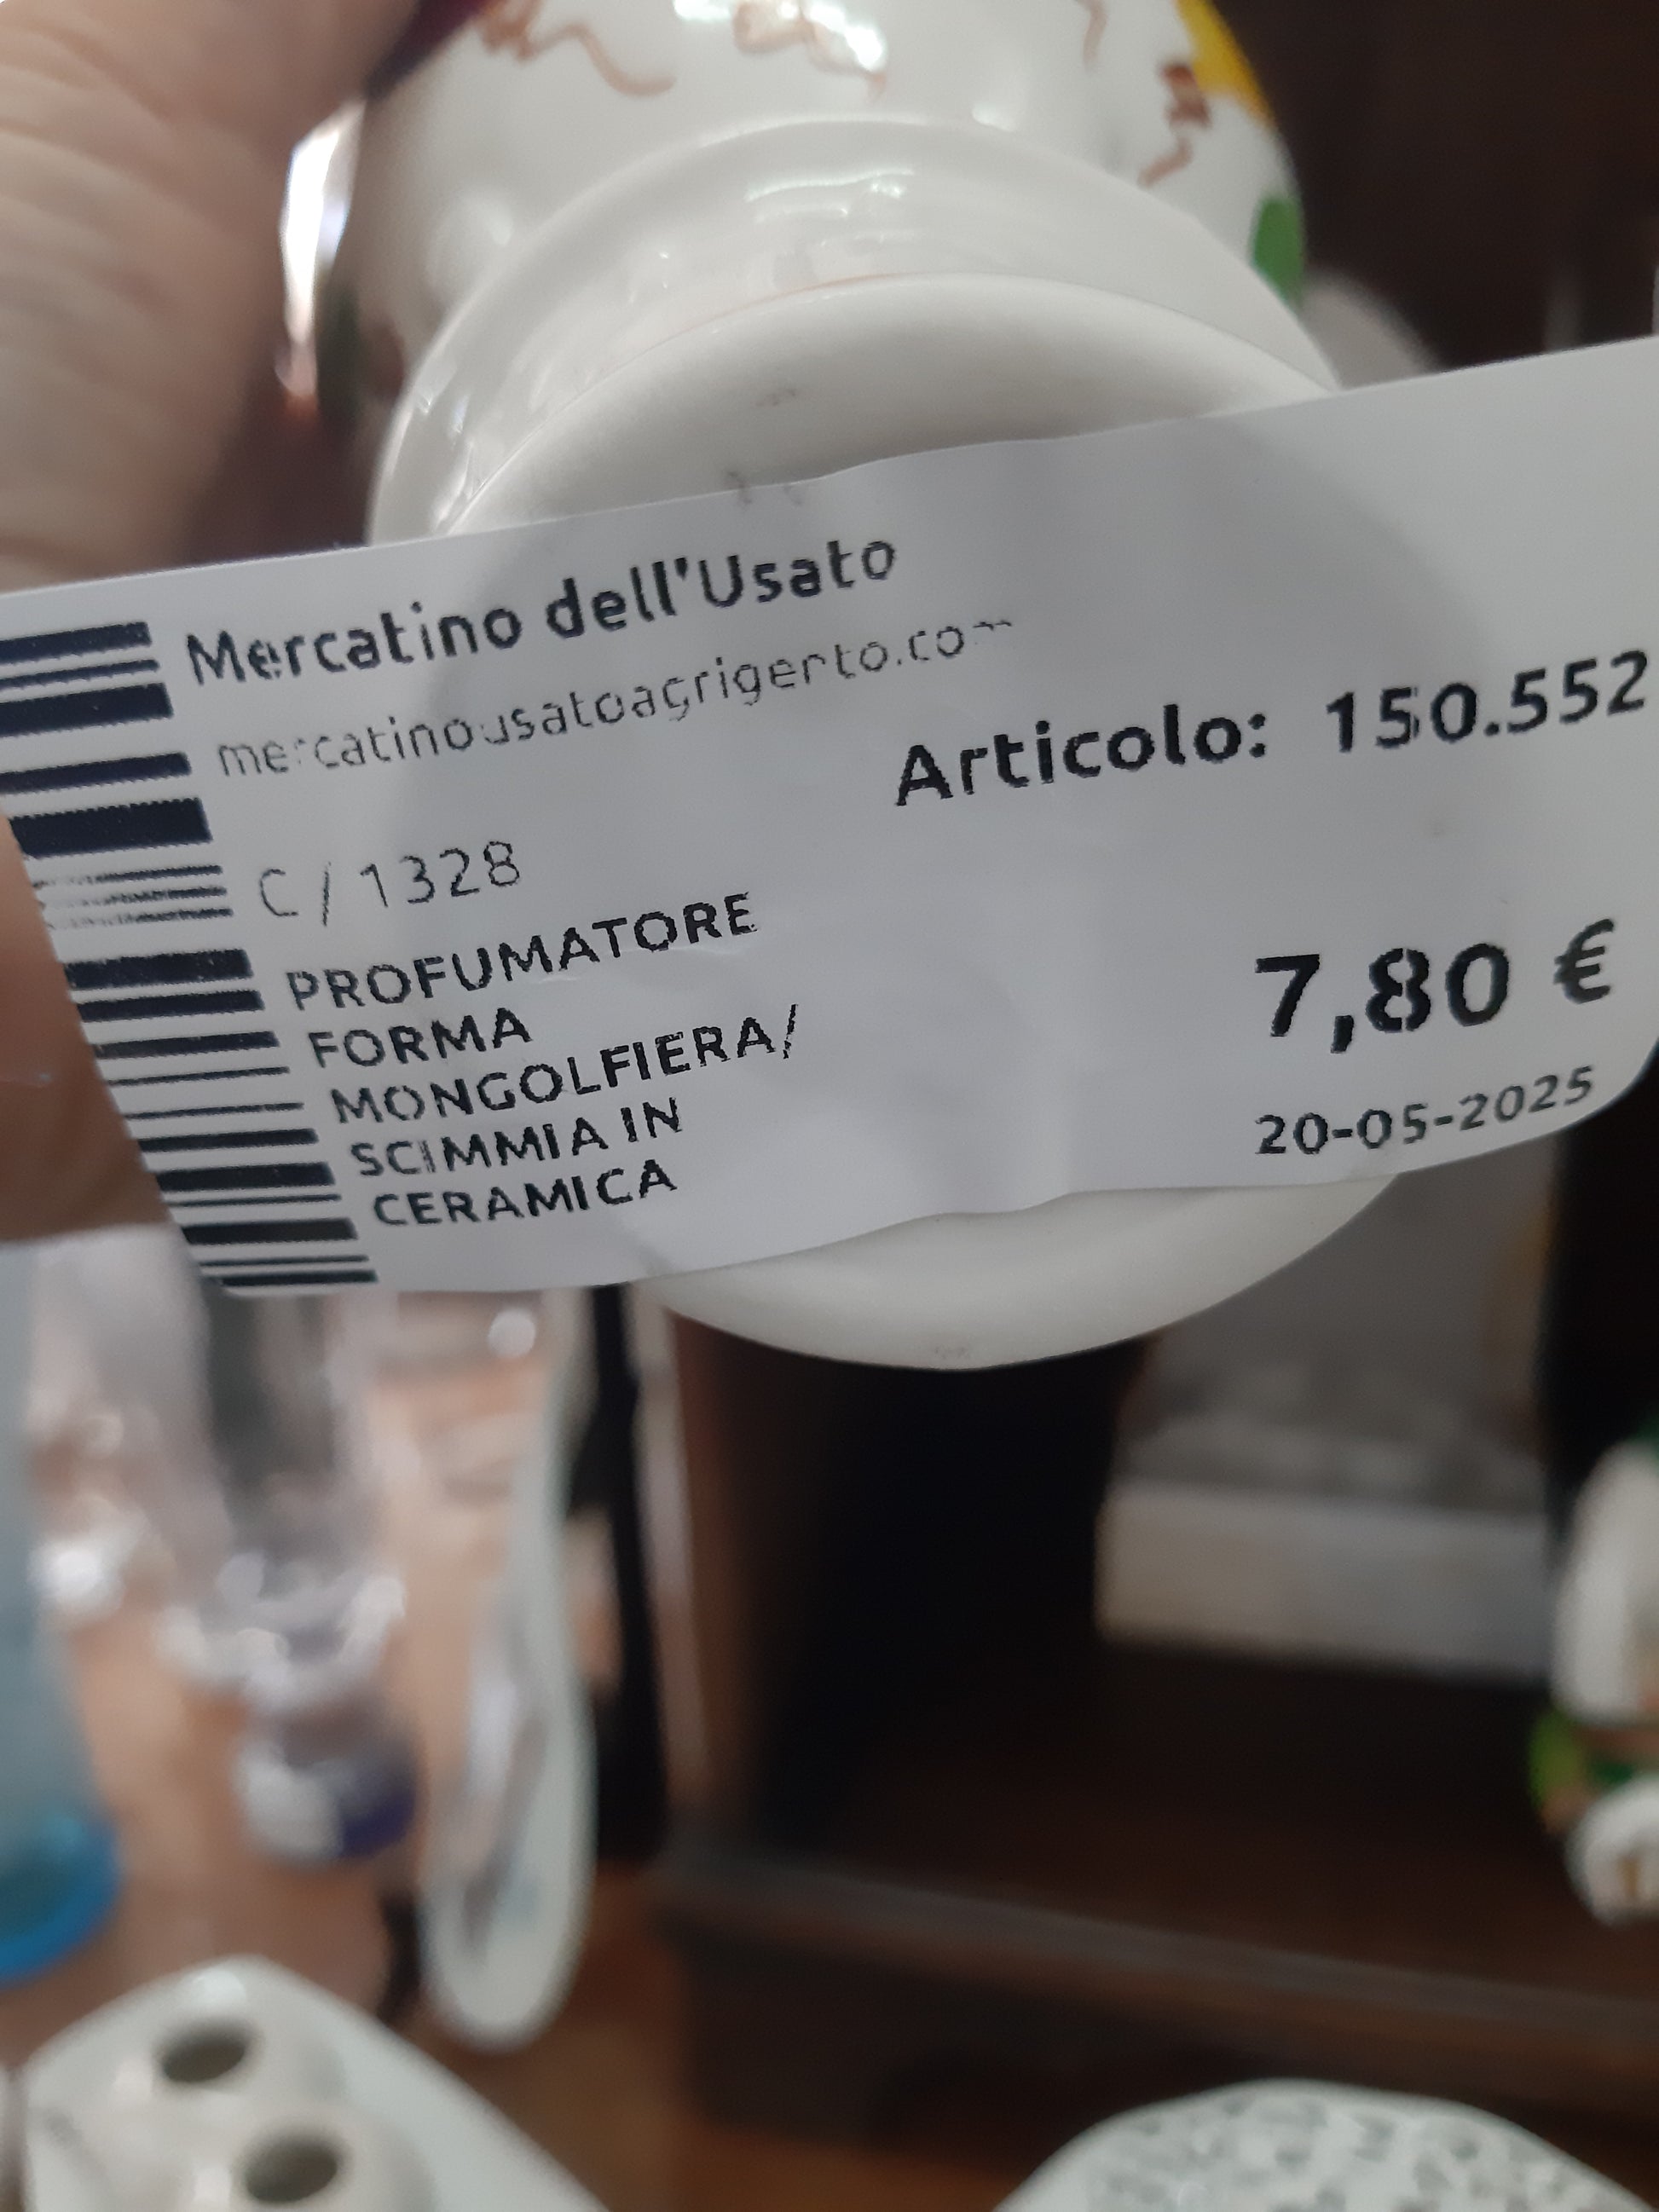 Mercatino dell'Usato
mercatinousatoagrigento.com
Articolo: 150.552
C/ 1328
PROFUMATORE
FORMA
MONGOLFIERA/
SCIMMIA IN
CERAMICA
7,80 €
20-05-2025